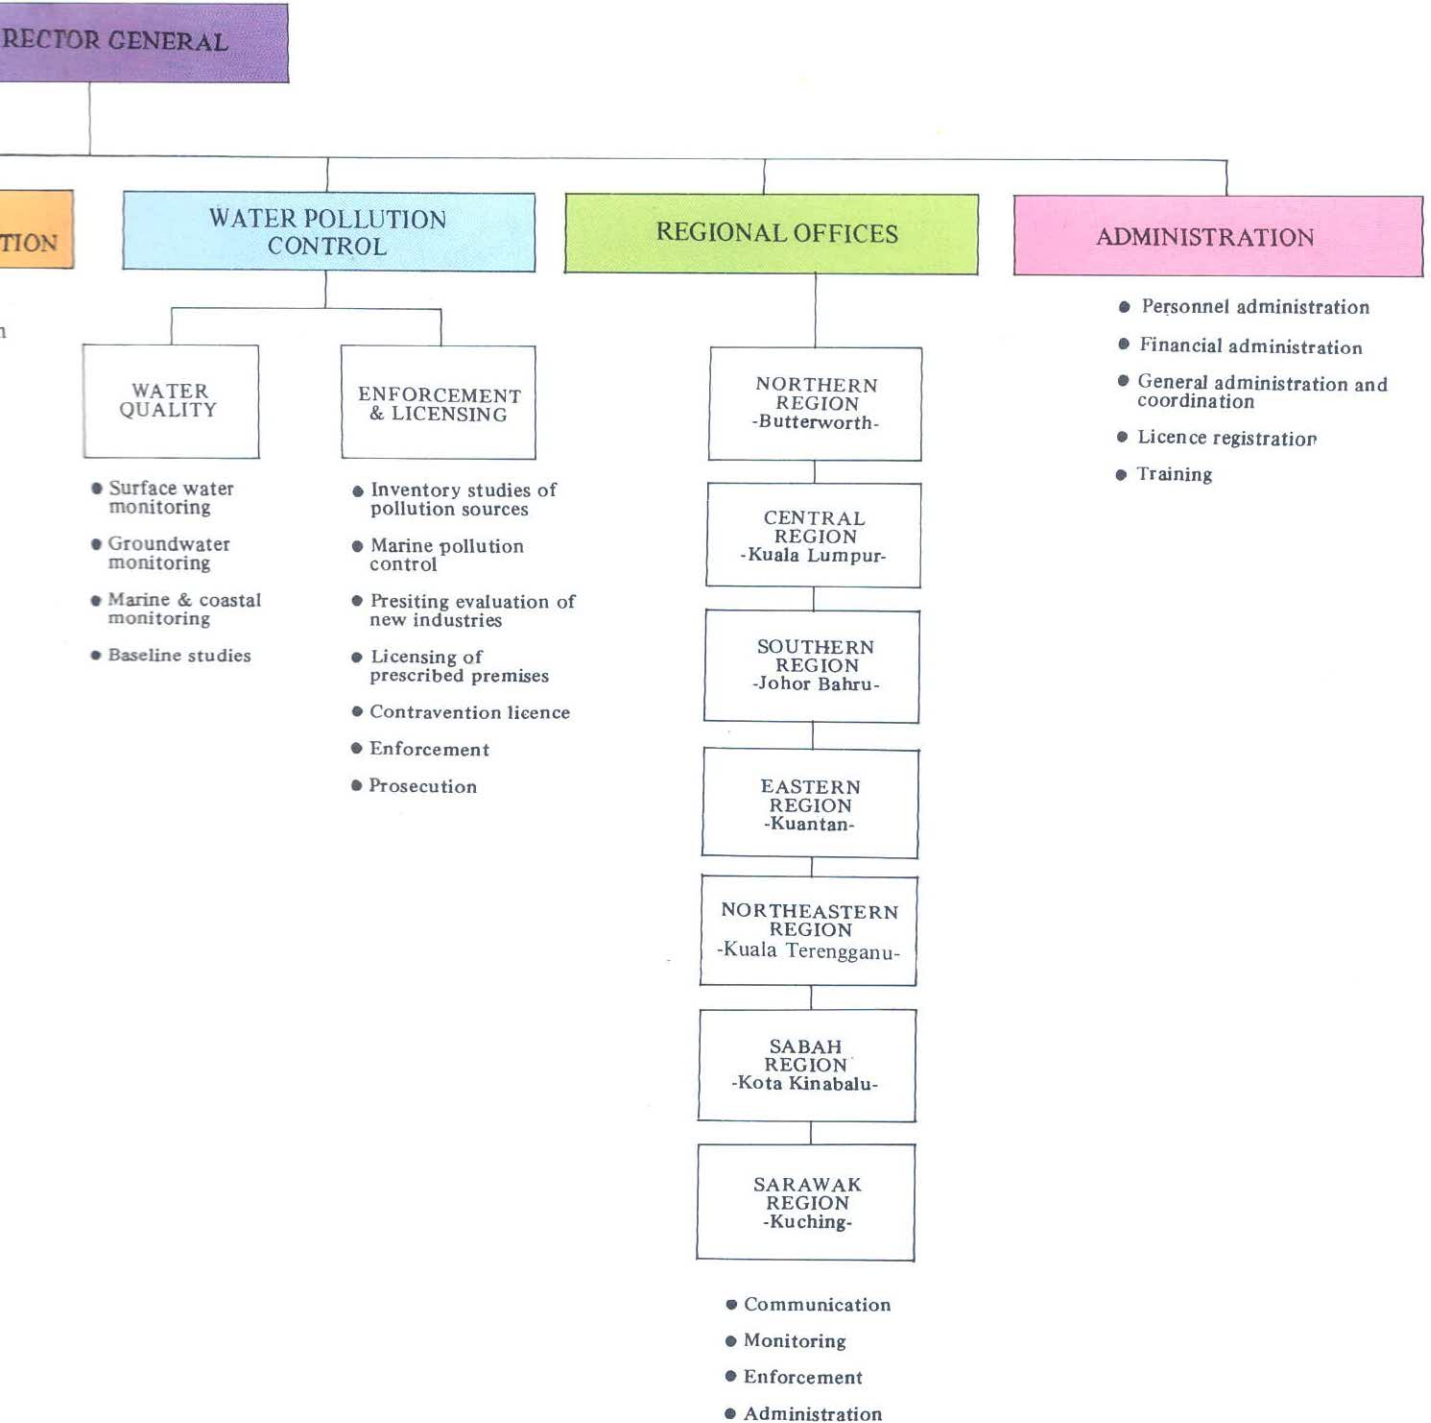 RECTOR GENERAL
TION
WATER POLLUTION
CONTROL
REGIONAL OFFICES
ADMINISTRATION
WATER
QUALITY
● Surface water
monitoring
● Groundwater
monitoring
● Marine & coastal
monitoring
● Baseline studies
ENFORCEMENT
& LICENSING
● Inventory studies of
pollution sources
● Marine pollution
control
● Presiting evaluation of
new industries
● Licensing of
prescribed premises
● Contravention licence
● Enforcement
● Prosecution
NORTHERN
REGION
-Butterworth-
CENTRAL
REGION
-Kuala Lumpur-
SOUTHERN
REGION
-Johor Bahru-
EASTERN
REGION
-Kuantan-
NORTHEASTERN
REGION
-Kuala Terengganu-
SABAH
REGION
-Kota Kinabalu-
SARAWAK
REGION
-Kuching-
● Communication
● Monitoring
● Enforcement
● Administration
● Personnel administration
● Financial administration
● General administration and
coordination
● Licence registration
● Training